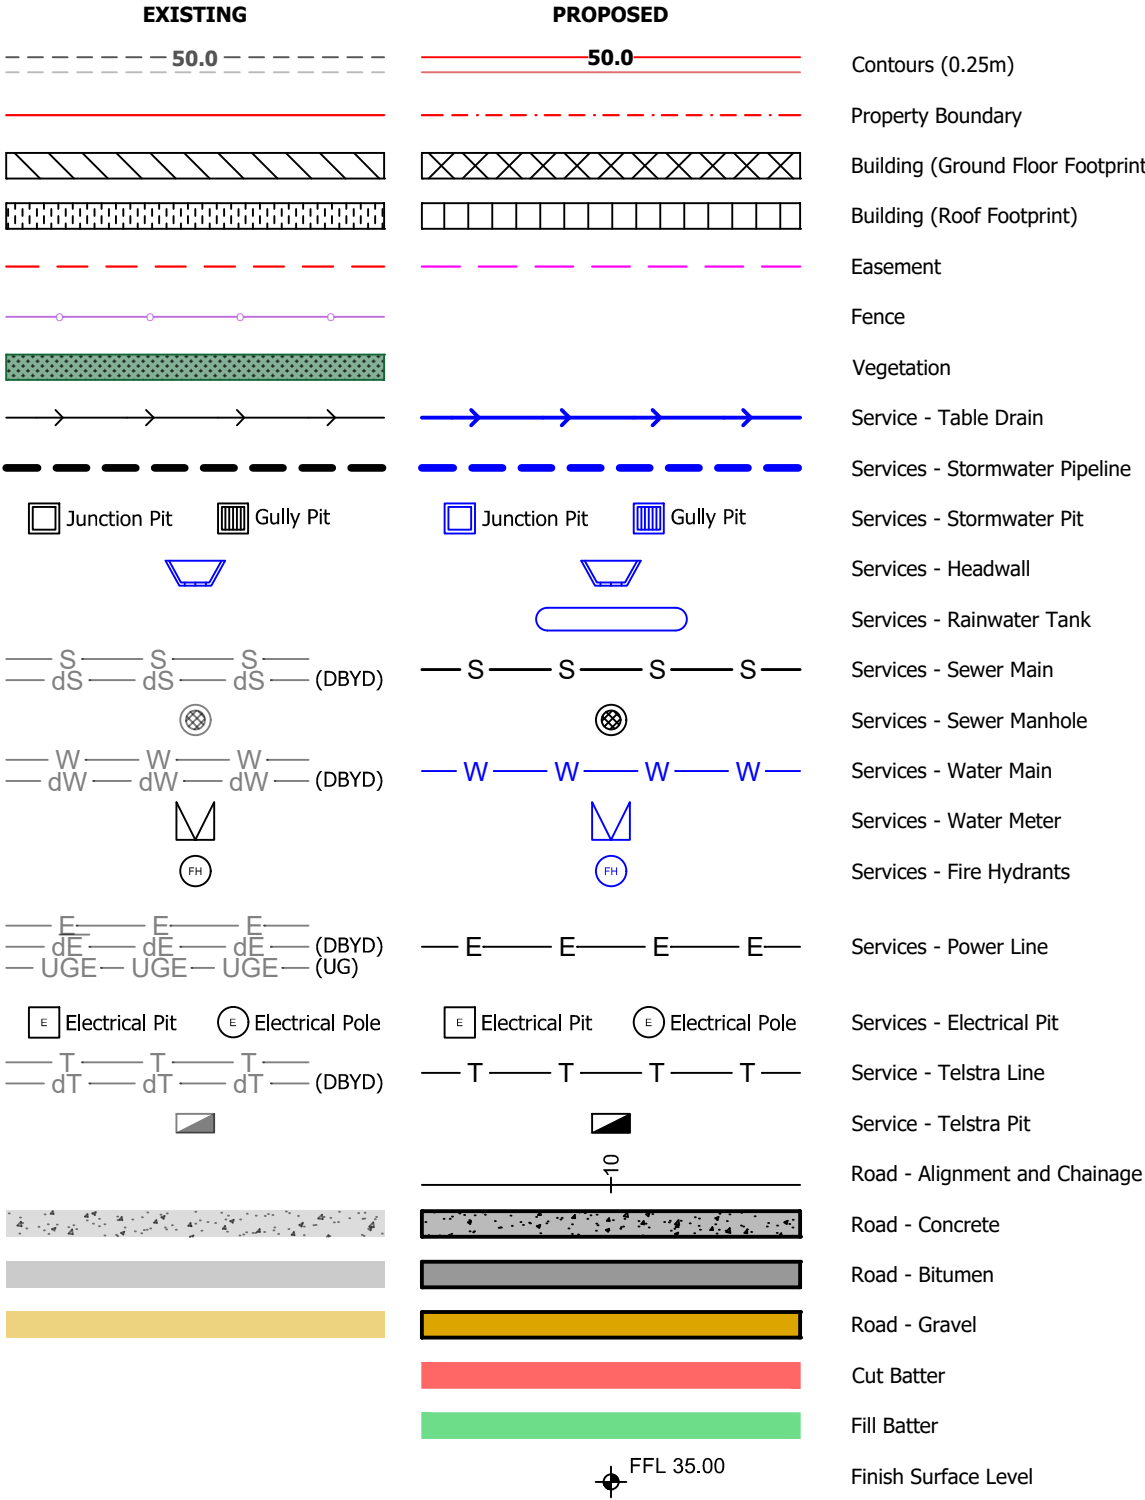 EXISTING PROPOSED
50.0 50.0 Contours (0.25m)
Property Boundary
Building (Ground Floor Footprint
Building (Roof Footprint)
Easement
Fence
Vegetation
Service - Table Drain
Services - Stormwater Pipeline
Junction Pit Gully Pit Junction Pit Gully Pit Services - Stormwater Pit
Services - Headwall
Services - Rainwater Tank
S S S
dS dS dS (DBYD) S S S S Services - Sewer Main
Services - Sewer Manhole
W W W
dW dW dW (DBYD) W W W W Services - Water Main
Services - Water Meter
FH FH Services - Fire Hydrants
E E E
dE dE dE (DBYD) E E E E Services - Power Line
UGE UGE UGE (UG)
E Electrical Pit E Electrical Pole E Electrical Pit E Electrical Pole Services - Electrical Pit
T T T
dT dT dT (DBYD) T T T T Service - Telstra Line
Service - Telstra Pit
10 Road - Alignment and Chainage
Road - Concrete
Road - Bitumen
Road - Gravel
Cut Batter
Fill Batter
FFL 35.00 Finish Surface Level